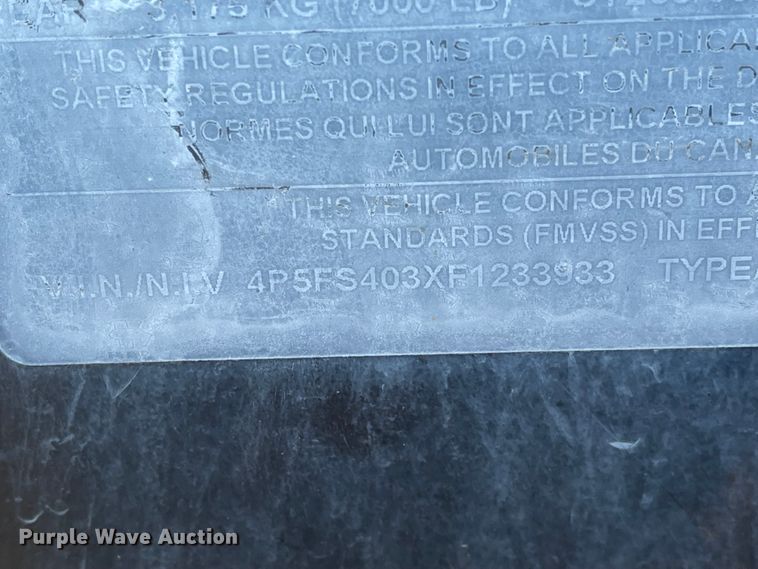 3,175 KG (7000 LB)
THIS VEHICLE CONFORMS TO ALL APPLICA
SAFETY REGULATIONS IN EFFECT ON THE D
NORMES QUI LUI SONT APPLICABLES
AUTOMOBILES DU CAN
THIS VEHICLE CONFORMS TO A
STANDARDS (FMVSS) IN EFF
V.I.N./N.I.V 4P5FS403XF1233933 TYPE/
Purple Wave Auction